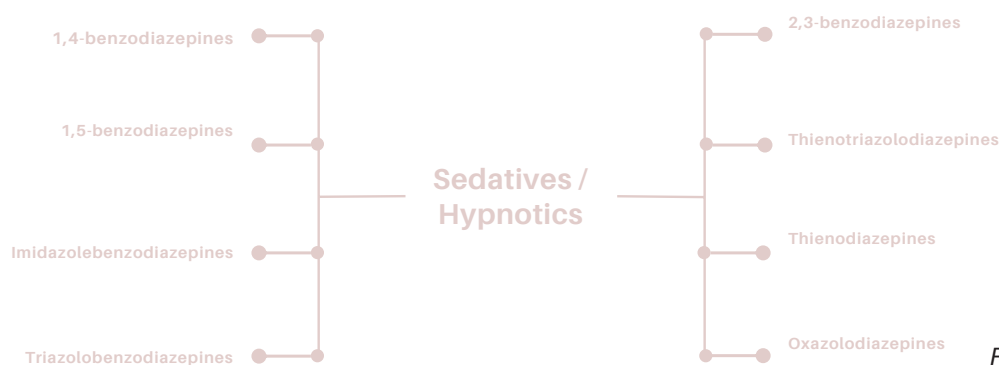 1,4-benzodiazepines
1,5-benzodiazepines
Imidazolebenzodiazepines
Triazolobenzodiazepines
Sedatives /
Hypnotics
2,3-benzodiazepines
Thienotriazolodiazepines
Thienodiazepines
Oxazolodiazepines